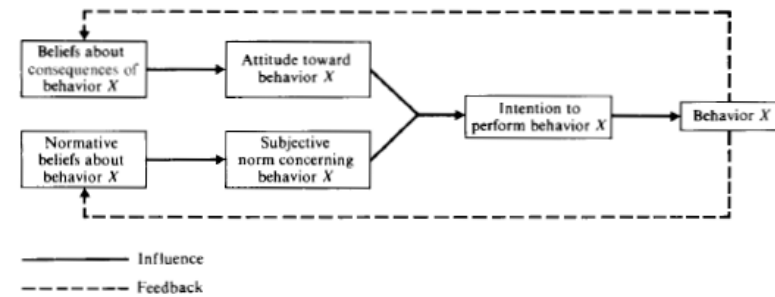 Beliefs about
consequences of
behavior X
Attitude toward
behavior X
Intention to
perform behavior X
Behavior X
Normative
beliefs about
behavior X
Subjective
norm concerning
behavior X
Influence
Feedback